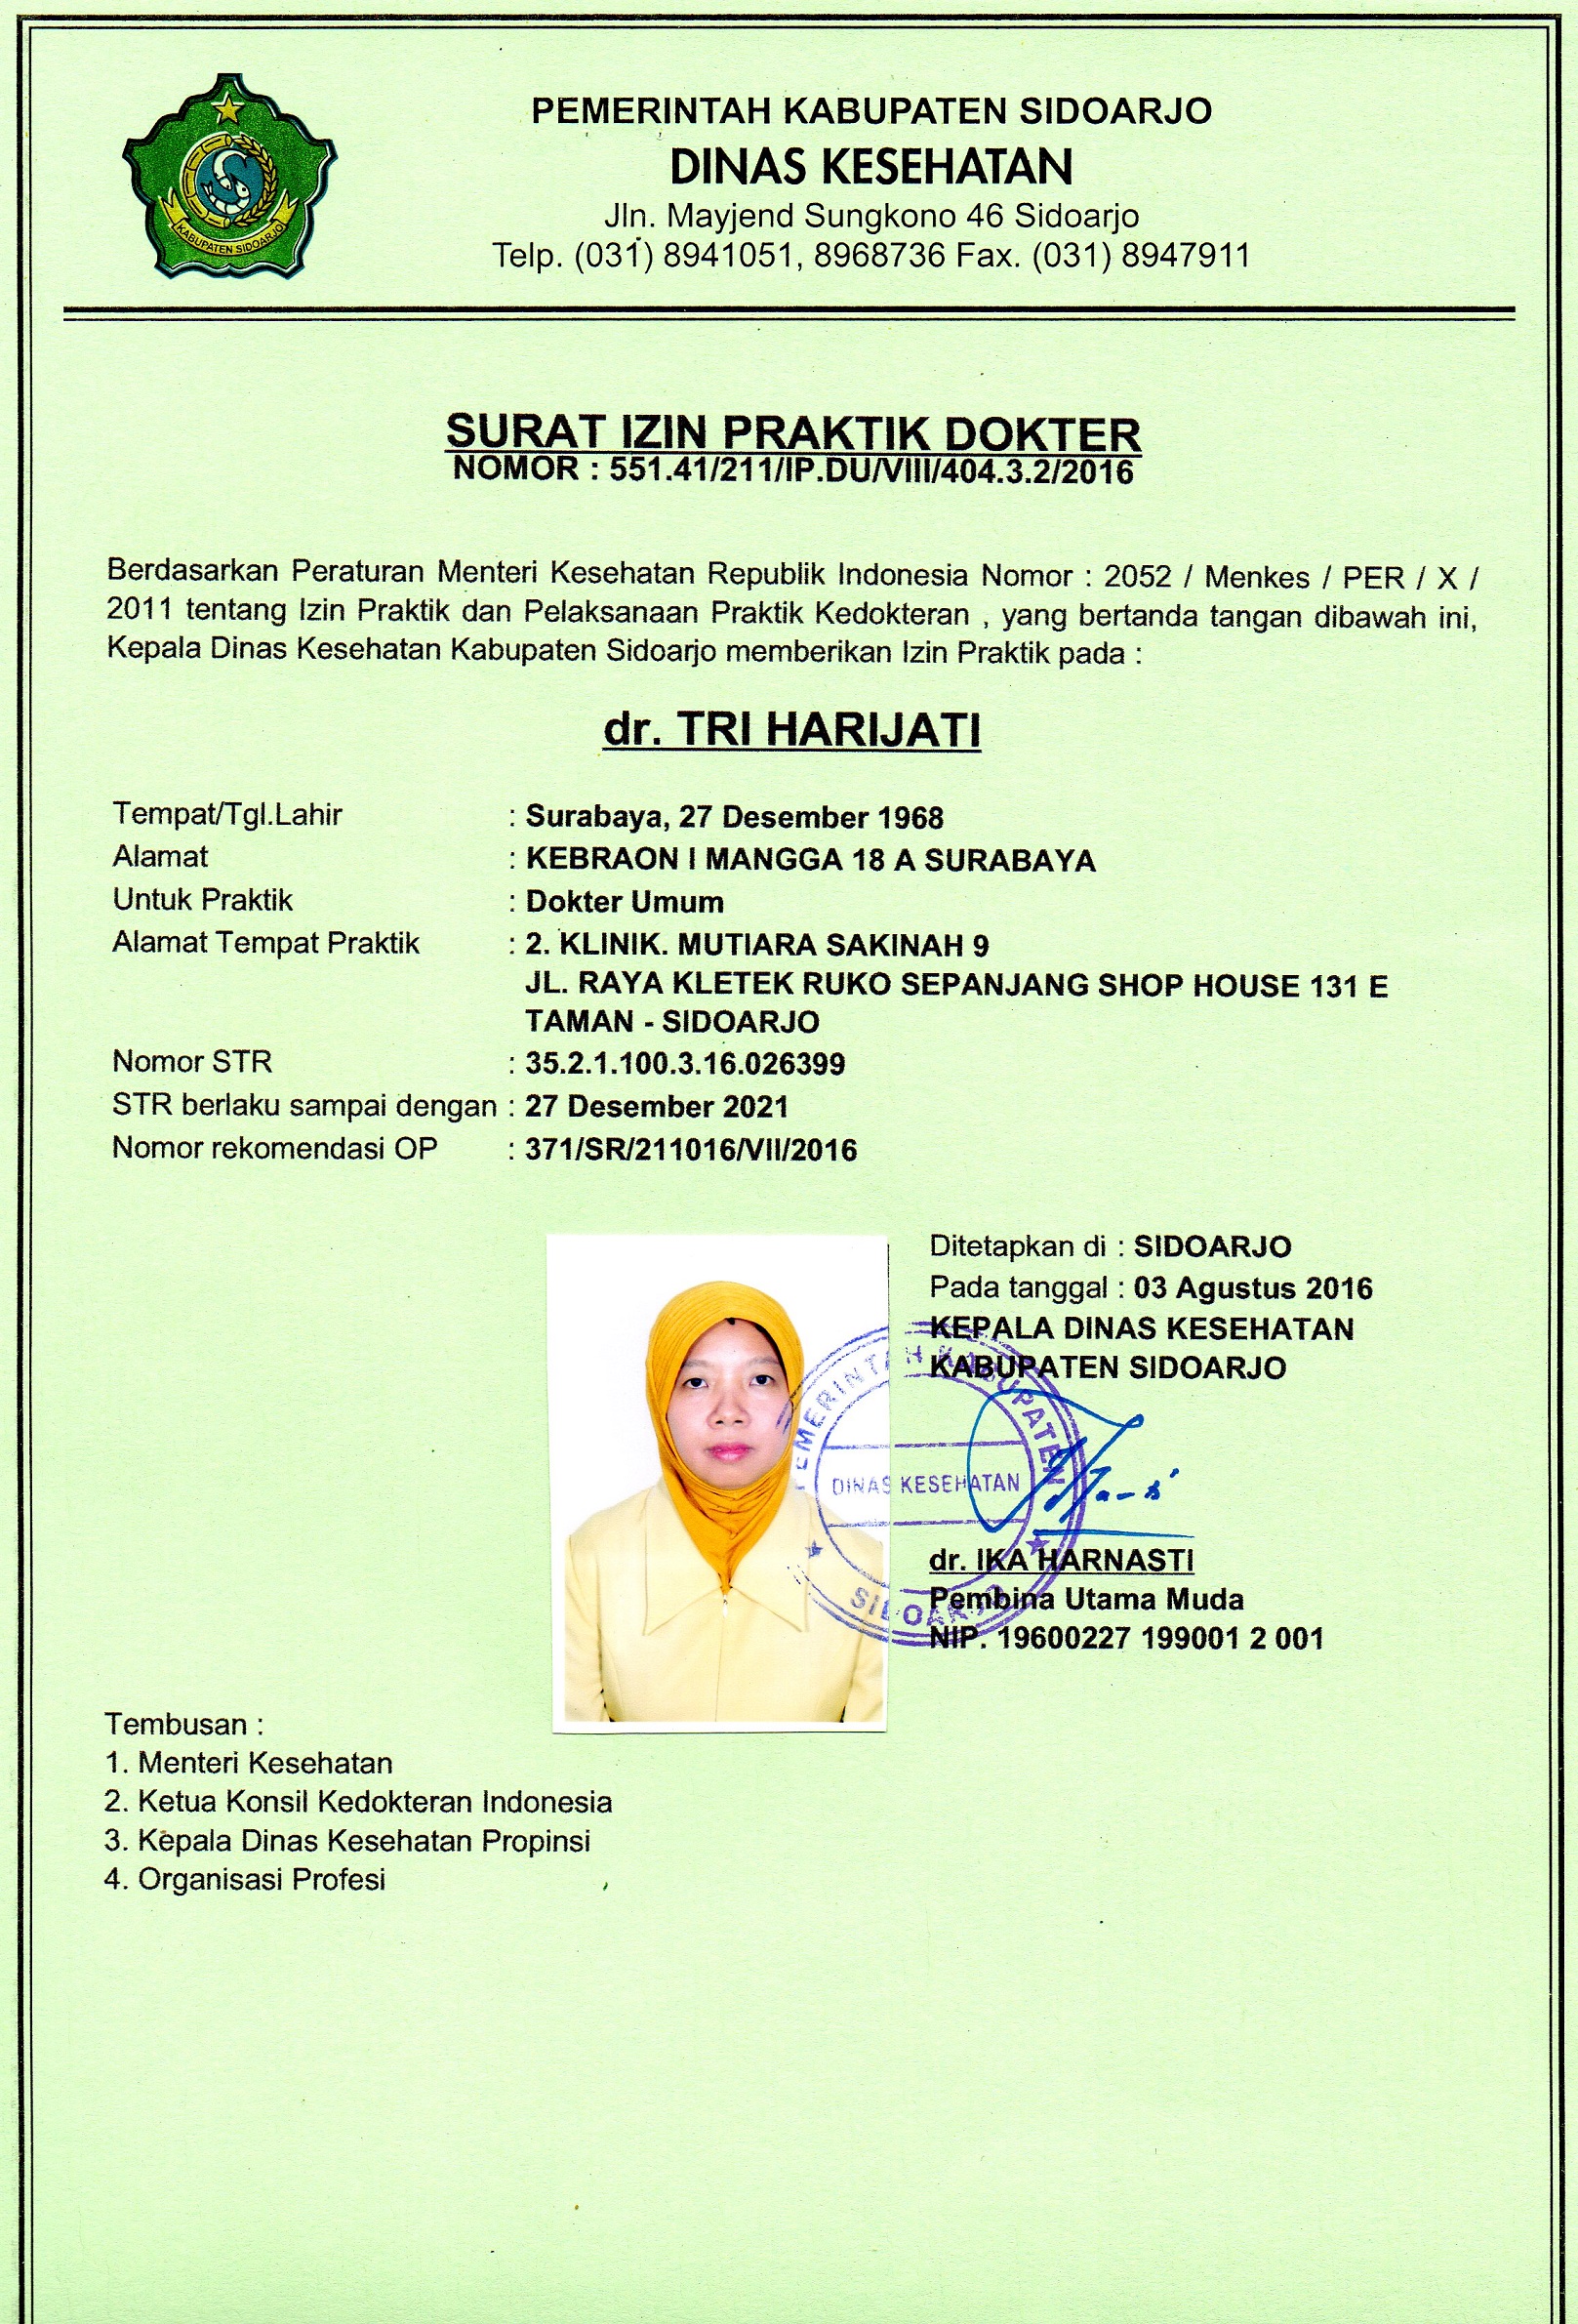 PEMERINTAH KABUPATEN SIDOARJO
DINAS KESEHATAN
Jln. Mayjend Sungkono 46 Sidoarjo
Telp. (031) 8941051, 8968736 Fax. (031) 8947911
KABUPATEN SIDOARJO
SURAT IZIN PRAKTIK DOKTER
NOMOR : 551.41/211/IP.DU/VIII/404.3.2/2016
Berdasarkan Peraturan Menteri Kesehatan Republik Indonesia Nomor : 2052 / Menkes / PER / X /
2011 tentang Izin Praktik dan Pelaksanaan Praktik Kedokteran , yang bertanda tangan dibawah ini,
Kepala Dinas Kesehatan Kabupaten Sidoarjo memberikan Izin Praktik pada :
dr. TRI HARIJATI
Tempat/Tgl.Lahir : Surabaya, 27 Desember 1968
Alamat : KEBRAON I MANGGA 18 A SURABAYA
Untuk Praktik : Dokter Umum
Alamat Tempat Praktik : 2. KLINIK. MUTIARA SAKINAH 9
JL. RAYA KLETEK RUKO SEPANJANG SHOP HOUSE 131 E
TAMAN - SIDOARJO
Nomor STR : 35.2.1.100.3.16.026399
STR berlaku sampai dengan : 27 Desember 2021
Nomor rekomendasi OP : 371/SR/211016/VII/2016
Ditetapkan di : SIDOARJO
Pada tanggal : 03 Agustus 2016
KEPALA DINAS KESEHATAN
KABUPATEN SIDOARJO
PEMERINTAH KABUPATEN
DINAS KESEHATAN
SIDOARJO
dr. IKA HARNASTI
Pembina Utama Muda
NIP. 19600227 199001 2 001
Tembusan :
1. Menteri Kesehatan
2. Ketua Konsil Kedokteran Indonesia
3. Kepala Dinas Kesehatan Propinsi
4. Organisasi Profesi